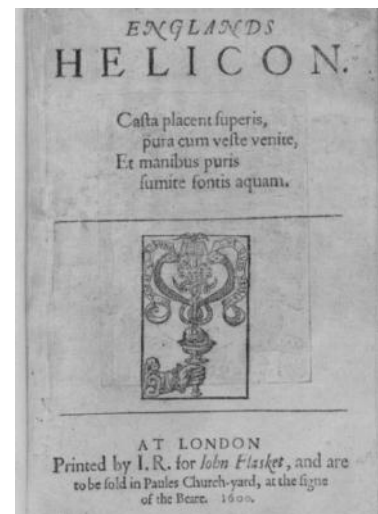 ENGLANDS
HELICON.
Caſta placent ſuperis,
pura cum veſte venite,
Et manibus puris
ſumite fontis aquam.
AT LONDON
Printed by I. R. for Iohn Flasket, and are
to be ſold in Paules Church-yard, at the ſigne
of the Beare. 1600.